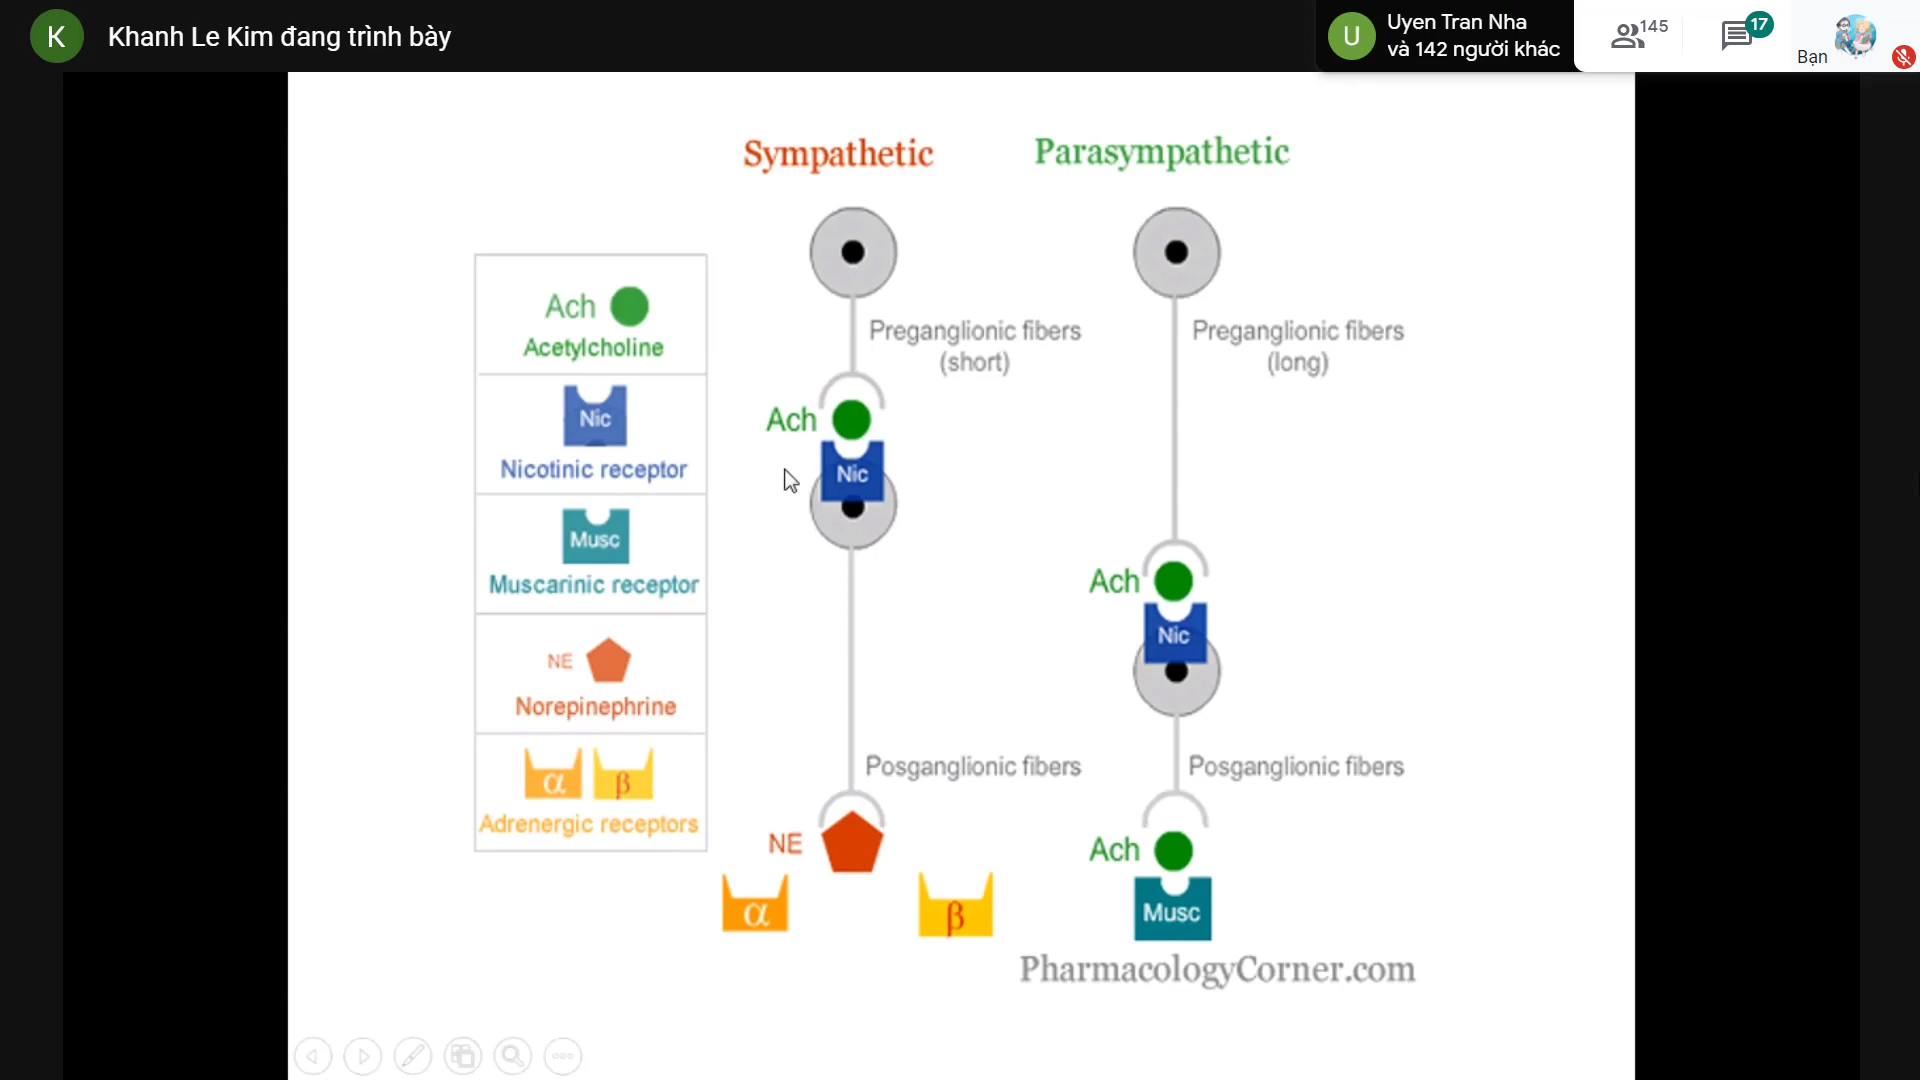 K
Khanh Le Kim đang trình bày
U
Uyen Tran Nha
và 142 người khác
145
17
Bạn
Sympathetic
Parasympathetic
Ach
Acetylcholine
Nic
Nicotinic receptor
Musc
Muscarinic receptor
NE
Norepinephrine
α β
Adrenergic receptors
Preganglionic fibers
(short)
Ach
Nic
Posganglionic fibers
NE
α
β
Preganglionic fibers
(long)
Ach
Nic
Posganglionic fibers
Ach
Musc
PharmacologyCorner.com